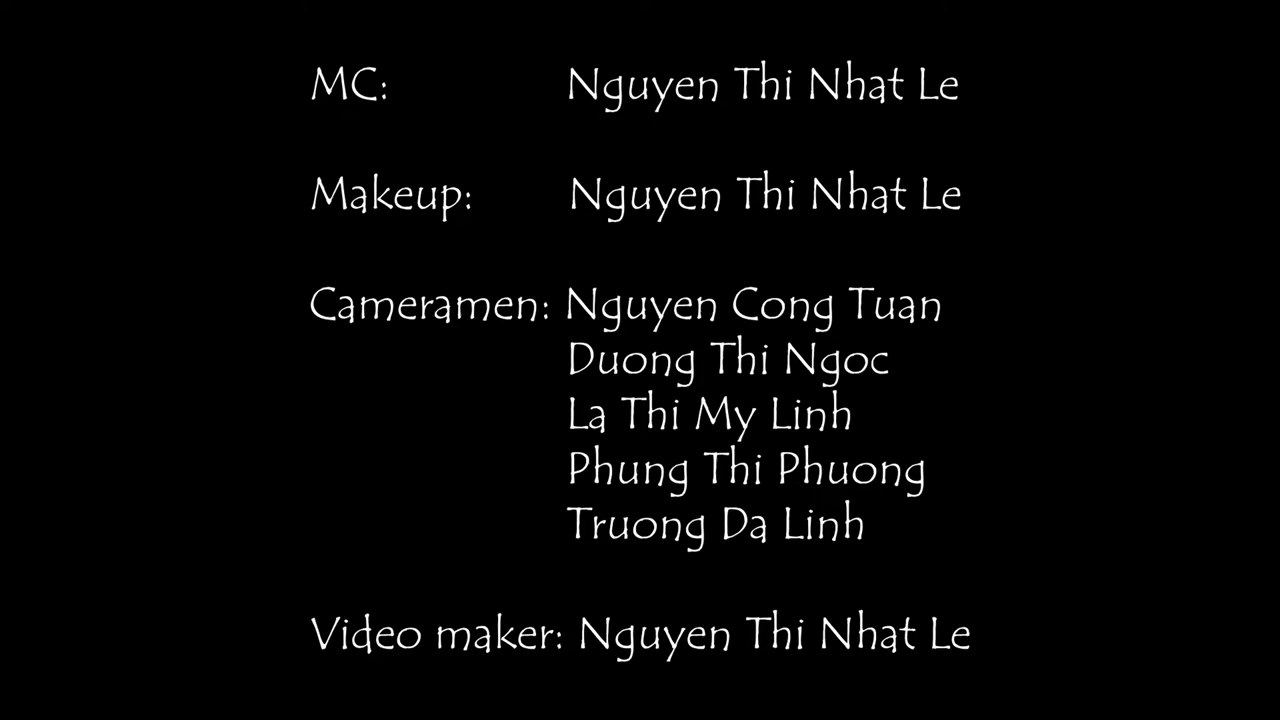 MC: Nguyen Thi Nhat Le
Makeup: Nguyen Thi Nhat Le
Cameramen: Nguyen Cong Tuan
Duong Thi Ngoc
La Thi My Linh
Phung Thi Phuong
Truong Da Linh
Video maker: Nguyen Thi Nhat Le